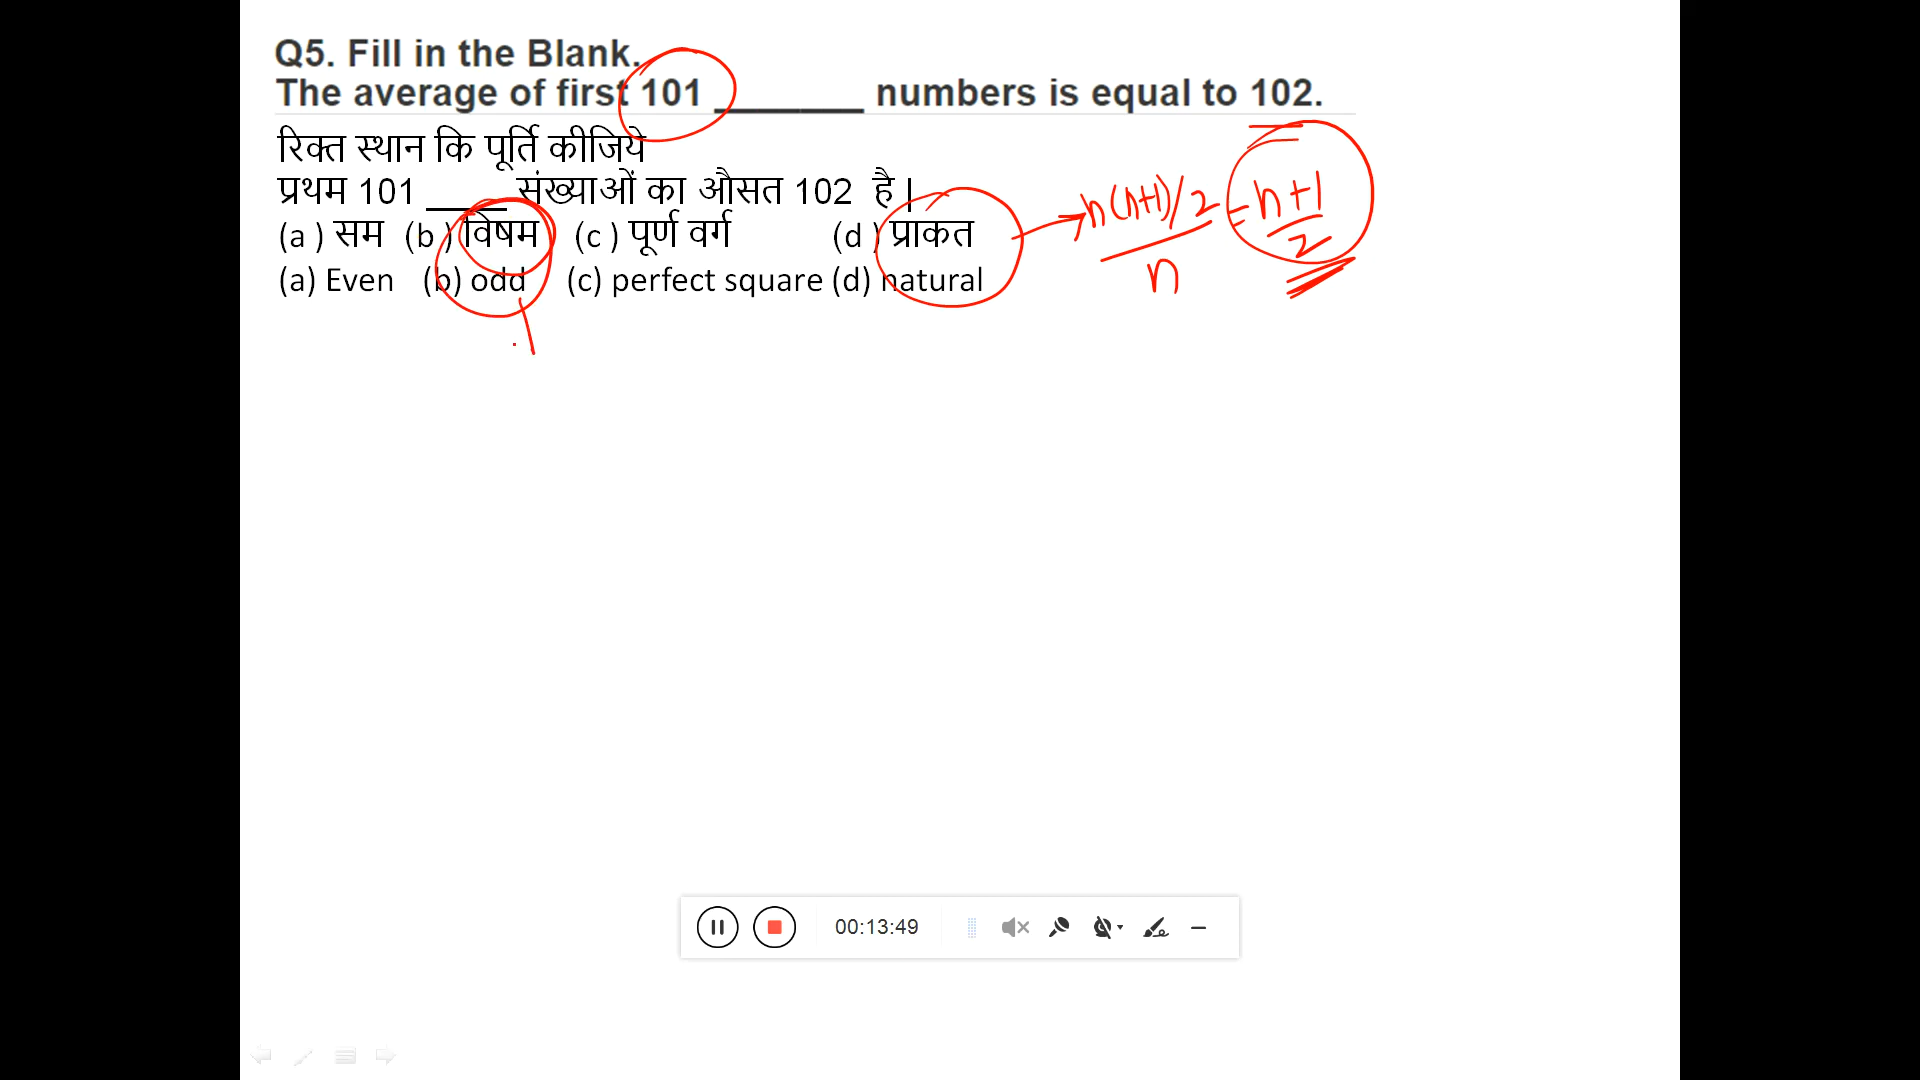 Q5. Fill in the Blank.
The average of first 101 ________ numbers is equal to 102.
रिक्त स्थान कि पूर्ति कीजिये
प्रथम 101 _____ संख्याओं का औसत 102 है |
(a ) सम (b ) विषम (c ) पूर्ण वर्ग (d ) प्राकत
(a) Even (b) odd (c) perfect square (d) natural
n(n+1)/2 / n = n+1 / 2
00:13:49